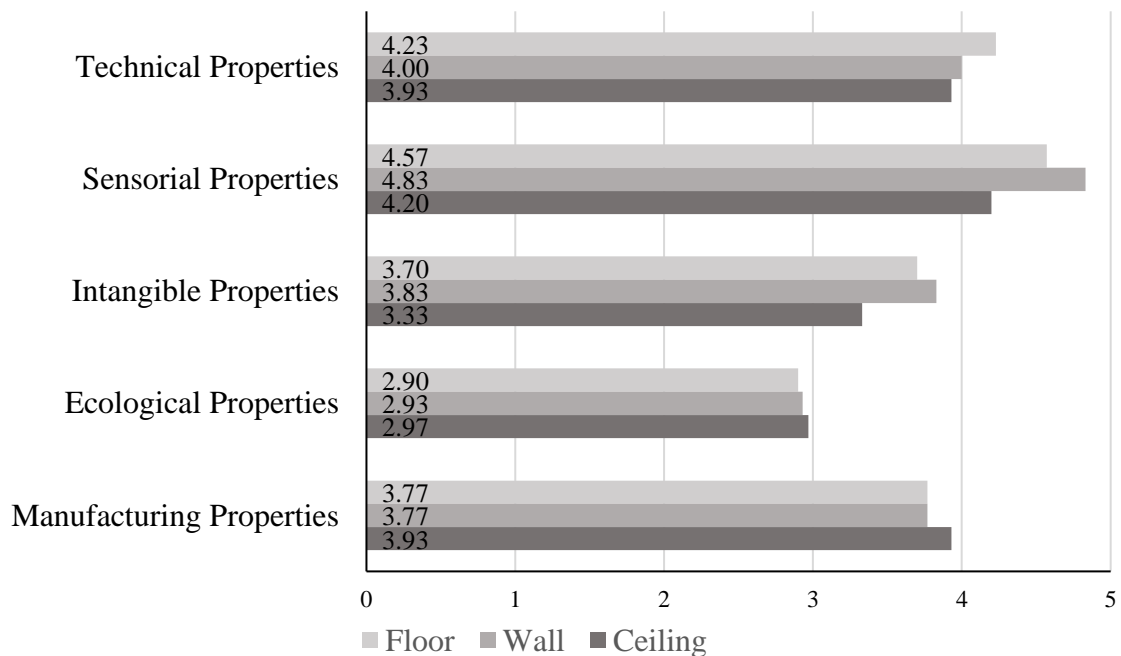 4.23
Technical Properties
4.00
3.93
4.57
Sensorial Properties
4.83
4.20
3.70
Intangible Properties
3.83
3.33
2.90
Ecological Properties
2.93
2.97
3.77
Manufacturing Properties
3.77
3.93
0 1 2 3 4 5
Floor Wall Ceiling